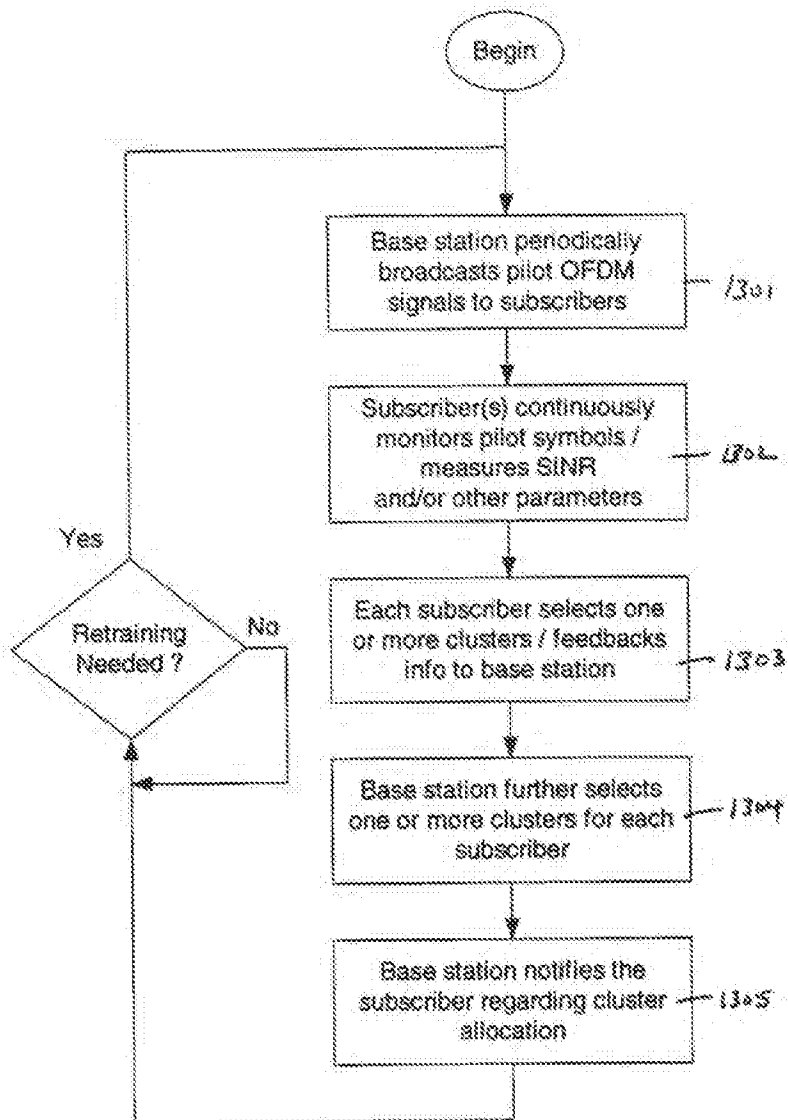 Begin
Base station periodically
broadcasts pilot OFDM
signals to subscribers
1301
Subscriber(s) continuously
monitors pilot symbols /
measures SINR
and/or other parameters
1302
Yes
Retraining
Needed ?
No
Each subscriber selects one
or more clusters / feedbacks
info to base station
1303
Base station further selects
one or more clusters for each
subscriber
1304
Base station notifies the
subscriber regarding cluster
allocation
1305